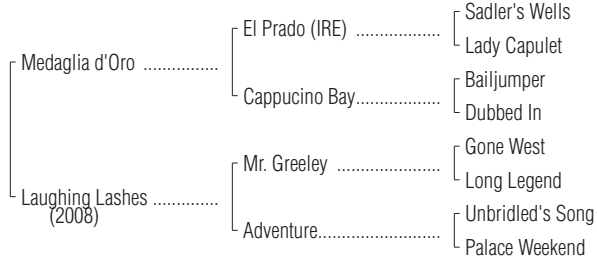 Sadler's Wells
El Prado (IRE) ...................
Lady Capulet
Medaglia d'Oro ................
Bailjumper
Cappucino Bay...................
Dubbed In
Gone West
Mr. Greeley .......................
Long Legend
Laughing Lashes ..............
(2008)
Unbridled's Song
Adventure...........................
Palace Weekend